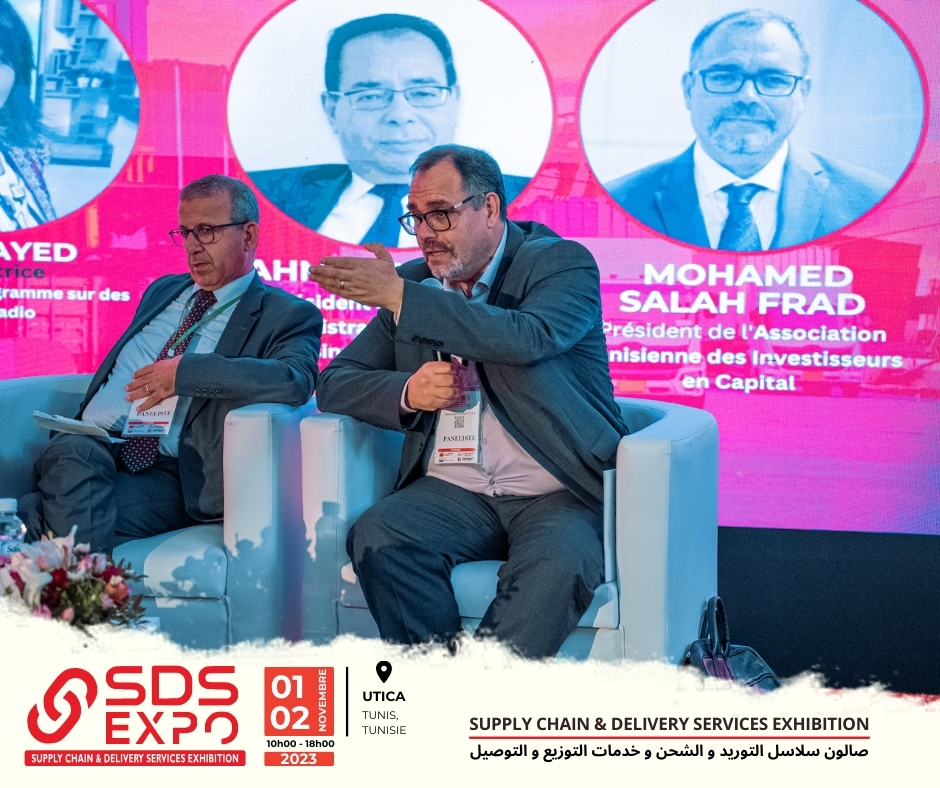 AYED
trice
gramme sur des
adio
AHM
MOHAMED
SALAH FRAD
Président de l'Association
nisienne des Investisseurs
en Capital
PANELISTE
PANELISTE
SDS
EXPO
SUPPLY CHAIN & DELIVERY SERVICES EXHIBITION
01
02
NOVEMBRE
10h00 - 18h00
2023
UTICA
TUNIS,
TUNISIE
SUPPLY CHAIN & DELIVERY SERVICES EXHIBITION
صالون سلاسل التوريد و الشحن و خدمات التوزيع و التوصيل